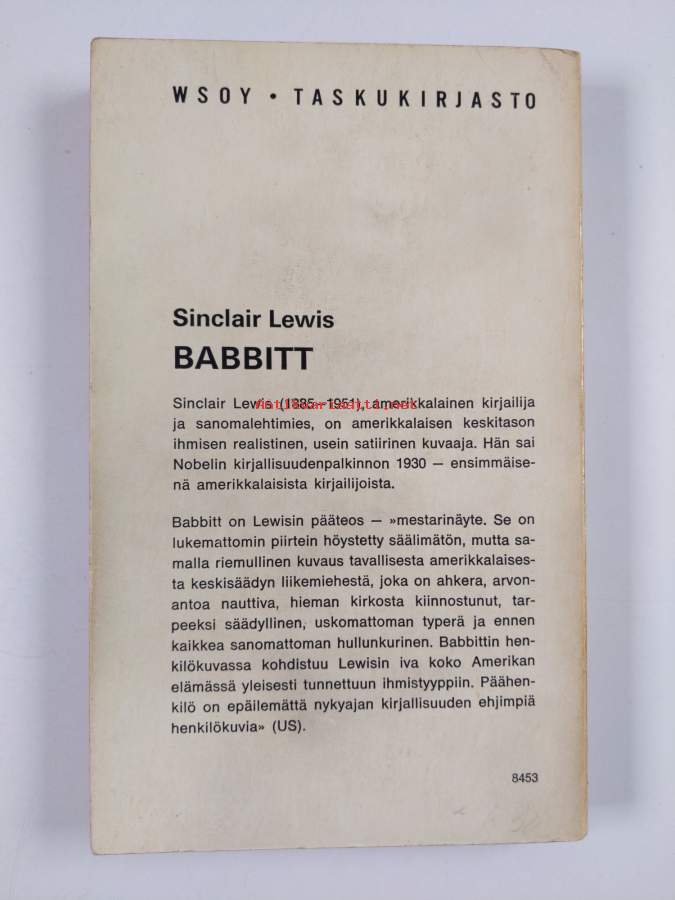 WSOY • TASKUKIRJASTO
Sinclair Lewis
BABBITT
Sinclair Lewis (1885–1951), amerikkalainen kirjailija
ja sanomalehtimies, on amerikkalaisen keskitason
ihmisen realistinen, usein satiirinen kuvaaja. Hän sai
Nobelin kirjallisuudenpalkinnon 1930 — ensimmäise-
nä amerikkalaisista kirjailijoista.
Babbitt on Lewisin pääteos — »mestarinäyte. Se on
lukemattomin piirtein höystetty säälimätön, mutta sa-
malla riemullinen kuvaus tavallisesta amerikkalaises-
ta keskisäädyn liikemiehestä, joka on ahkera, arvon-
antoa nauttiva, hieman kirkosta kiinnostunut, tar-
peeksi säädyllinen, uskomattoman typerä ja ennen
kaikkea sanomattoman hullunkurinen. Babbittin hen-
kilökuvassa kohdistuu Lewisin iva koko Amerikan
elämässä yleisesti tunnettuun ihmistyyppiin. Päähen-
kilö on epäilemättä nykyajan kirjallisuuden ehjimpiä
henkilökuvia» (US).
8453